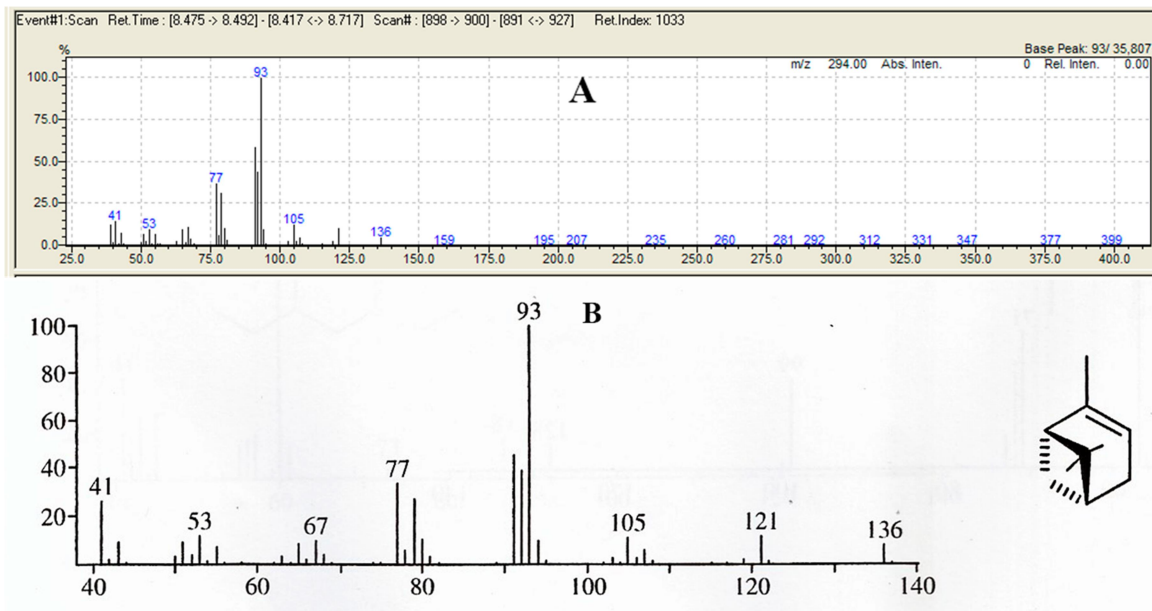 Event#1:Scan Ret.Time : [8.475 -> 8.492] - [8.417 <-> 8.717] Scan# : [898 -> 900] - [891 <-> 927] Ret.Index: 1033
% Base Peak: 93/ 35,807
m/z 294.00 Abs. Inten. 0 Rel. Inten. 0.00
A
100.0
75.0
50.0
25.0
0.0
41 53 77 93 105 136 159 195 207 235 260 281 292 312 331 347 377 399
25.0 50.0 75.0 100.0 125.0 150.0 175.0 200.0 225.0 250.0 275.0 300.0 325.0 350.0 375.0 400.0
B
100
80
60
40
20
41 53 67 77 93 105 121 136
40 60 80 100 120 140